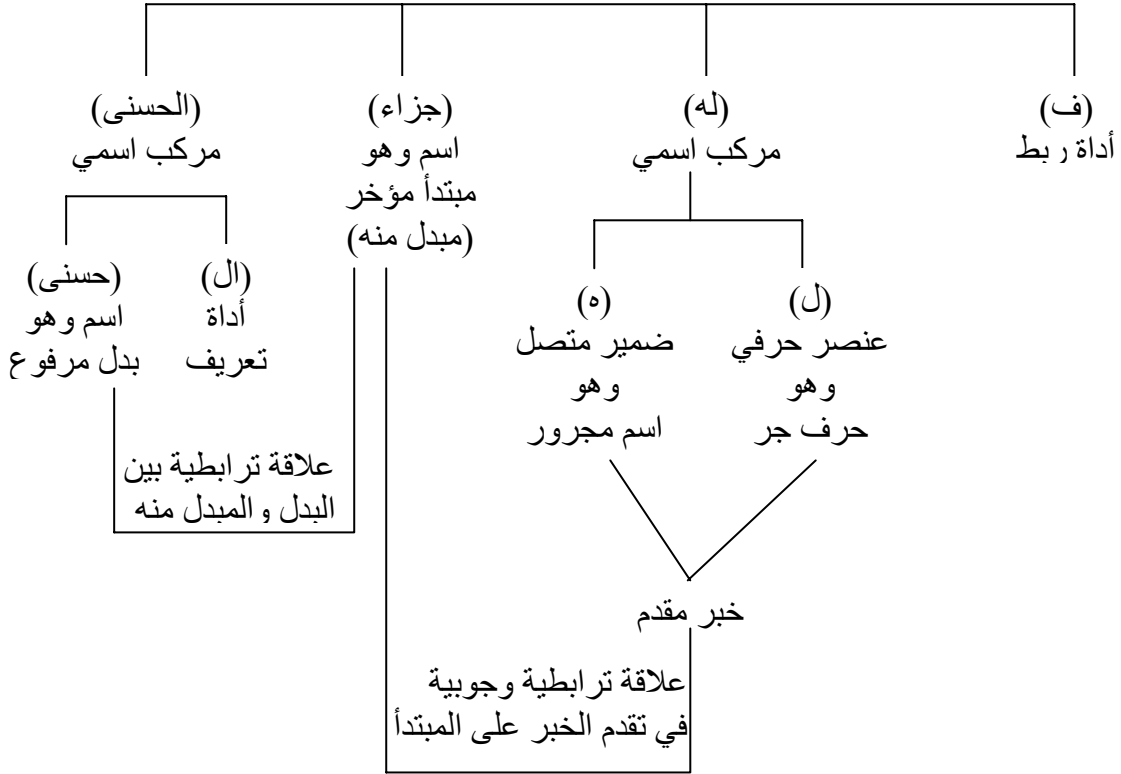 (ف)
أداة ربط
(له)
مركب اسمي
(جزاء)
اسم وهو
مبتدأ مؤخر
(مبدل منه)
(الحسنى)
مركب اسمي
(ل)
عنصر حرفي
وهو
حرف جر
(ه)
ضمير متصل
وهو
اسم مجرور
(ال)
أداة
تعريف
(حسنى)
اسم وهو
بدل مرفوع
علاقة ترابطية بين
البدل والمبدل منه
خبر مقدم
علاقة ترابطية وجوبية
في تقدم الخبر على المبتدأ